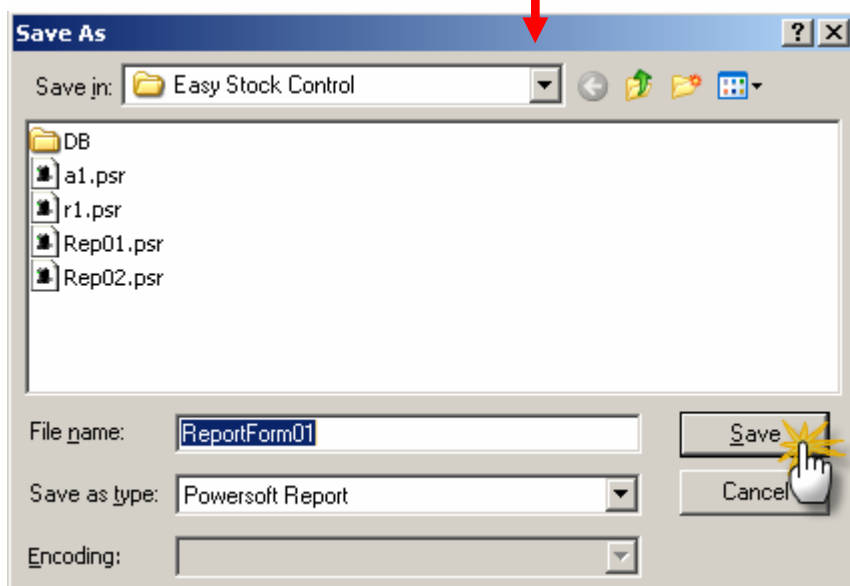 Save As
Save in: Easy Stock Control
DB
a1.psr
r1.psr
Rep01.psr
Rep02.psr
File name: ReportForm01 Save
Save as type: Powersoft Report Cancel
Encoding: